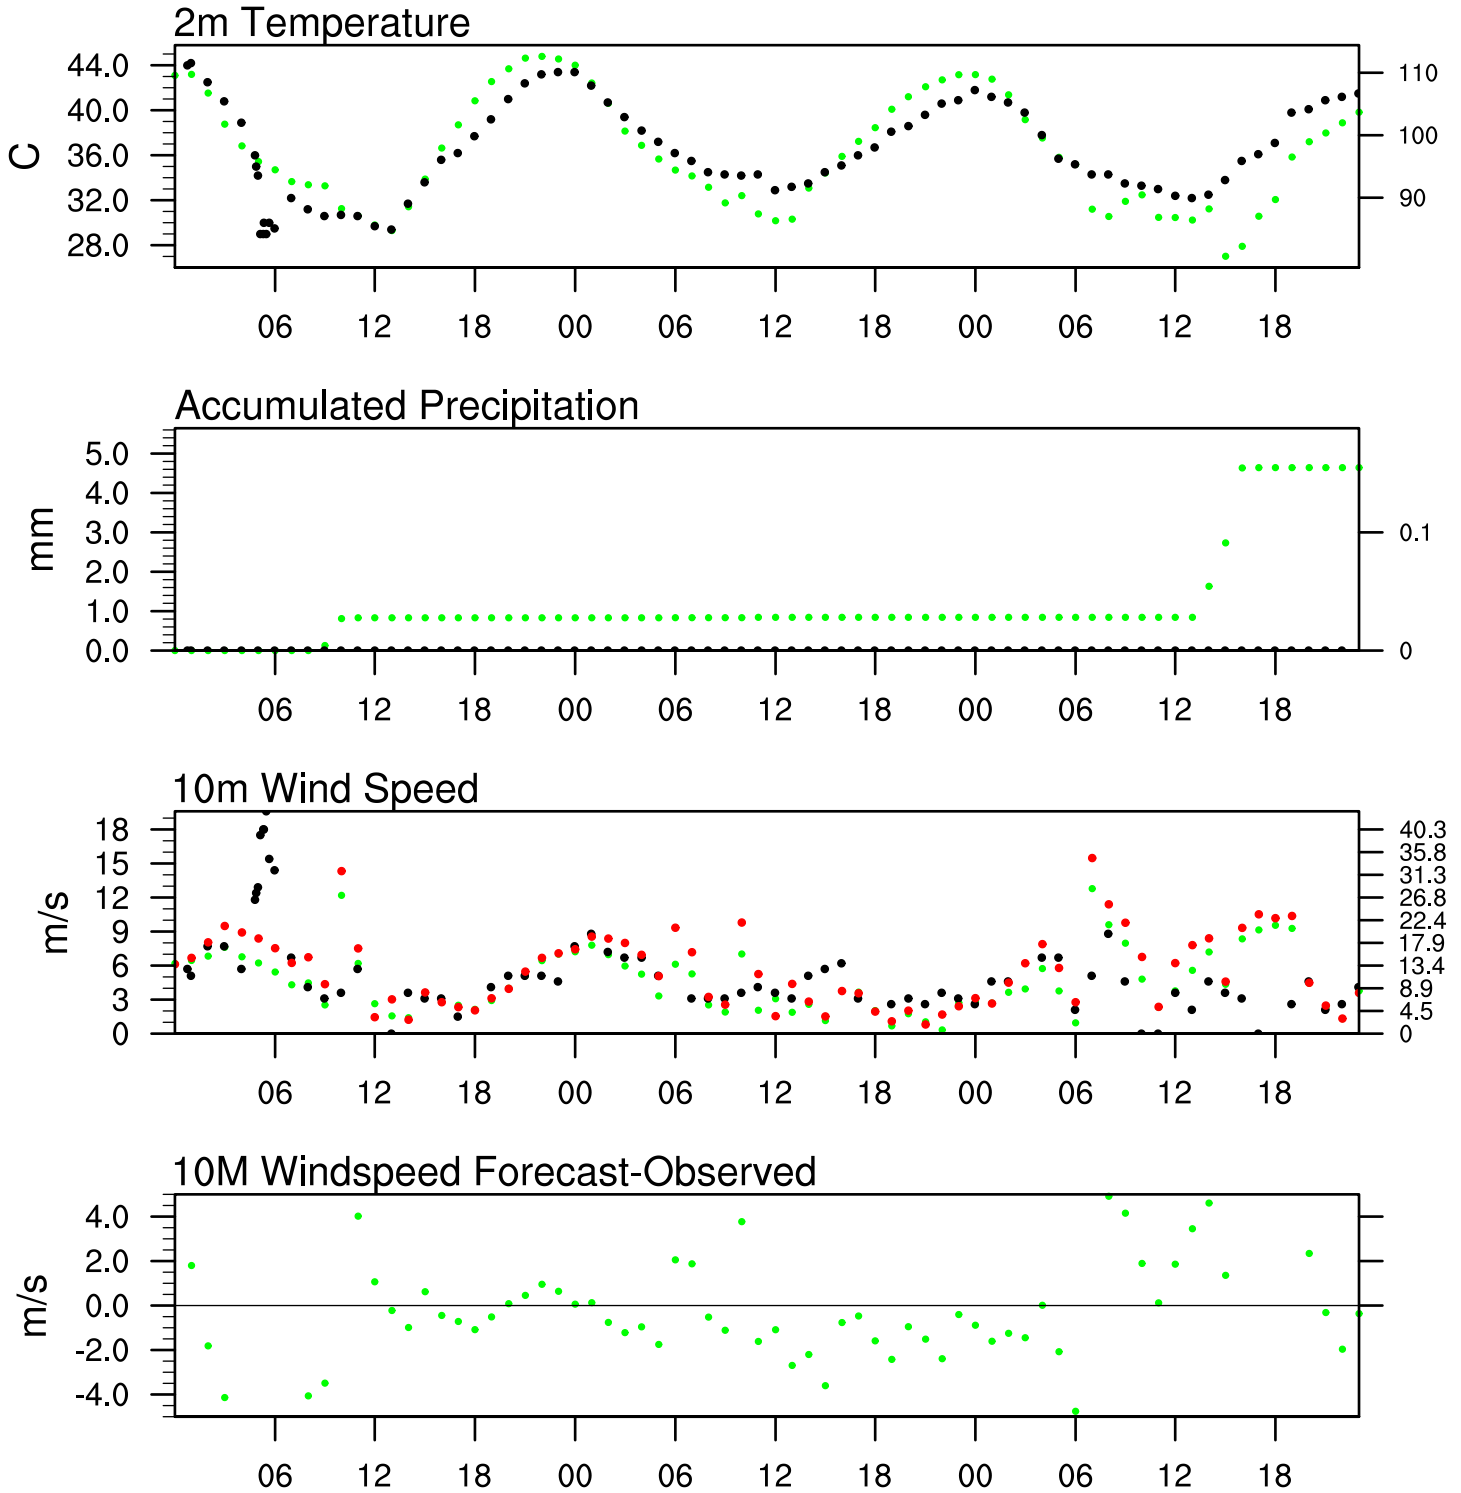 2m Temperature
44.0 110
40.0
C 36.0 100
32.0 90
28.0
06 12 18 00 06 12 18 00 06 12 18
Accumulated Precipitation
5.0
4.0
mm 3.0 0.1
2.0
1.0
0.0 0
06 12 18 00 06 12 18 00 06 12 18
10m Wind Speed
18 40.3
15 35.8
31.3
12 26.8
m/s 9 22.4
17.9
6 13.4
3 8.9
4.5
0 0
06 12 18 00 06 12 18 00 06 12 18
10M Windspeed Forecast-Observed
4.0
2.0
m/s 0.0
-2.0
-4.0
06 12 18 00 06 12 18 00 06 12 18